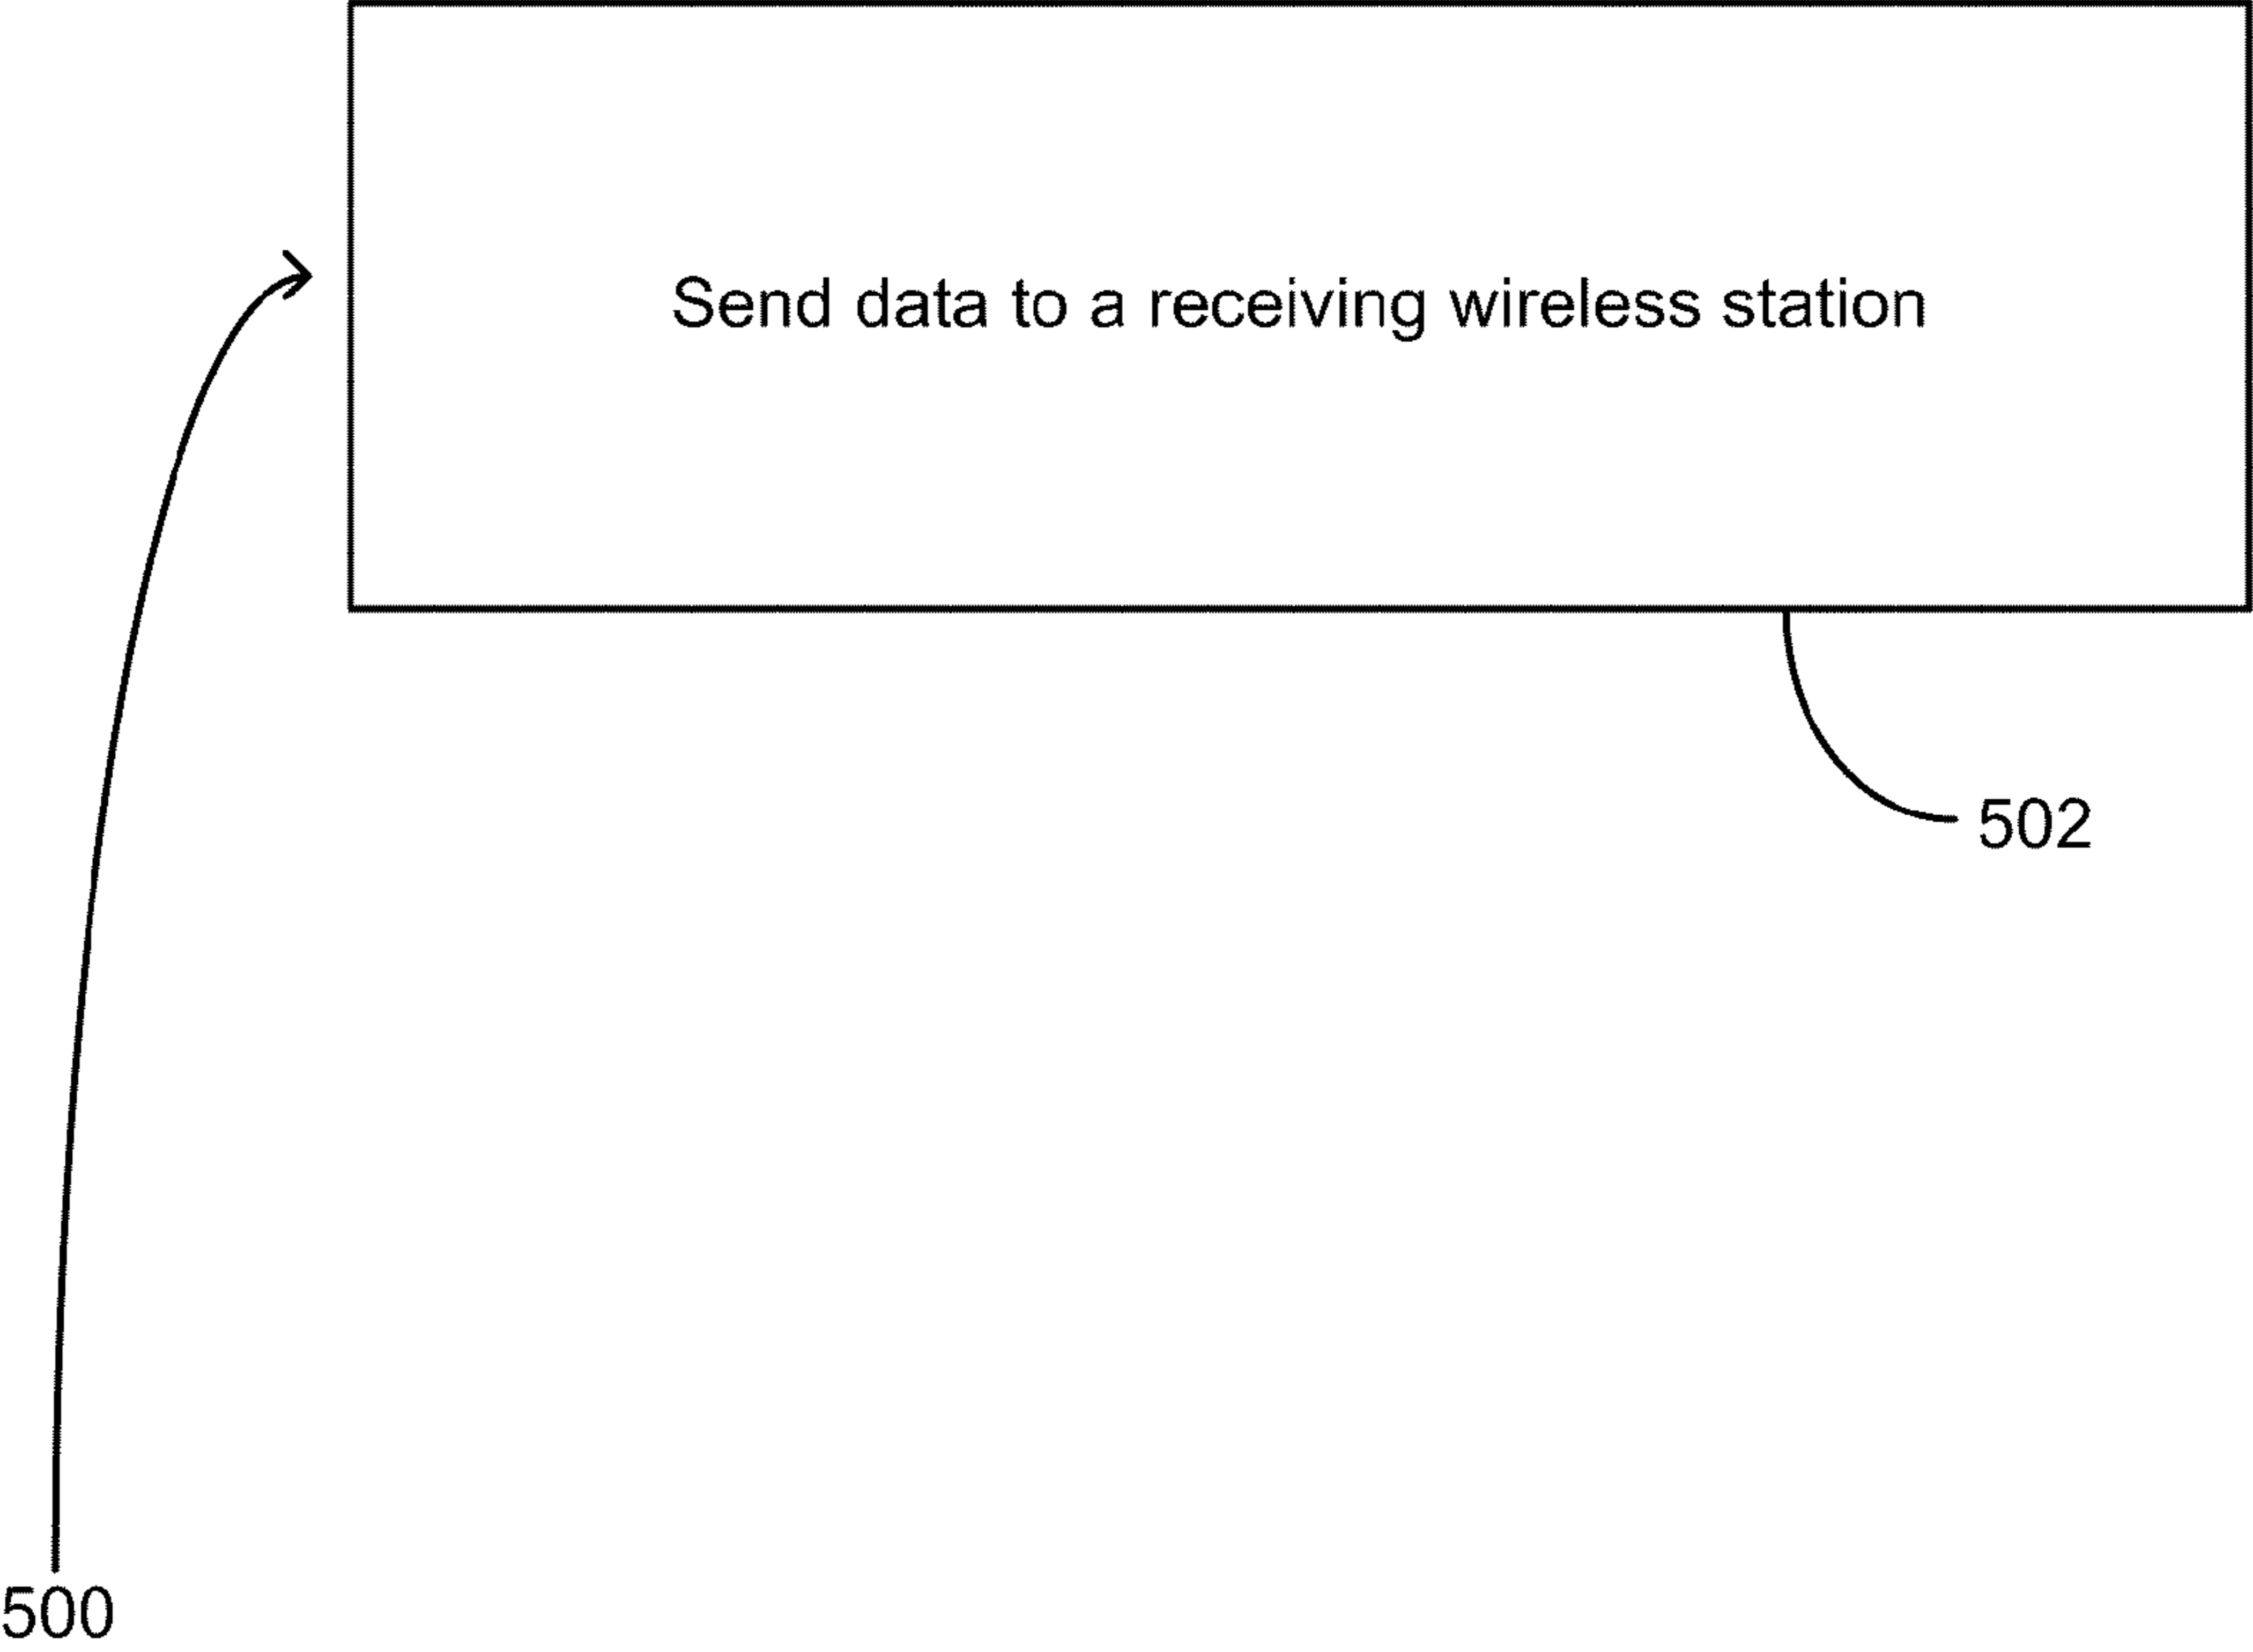 Send data to a receiving wireless station
502
500